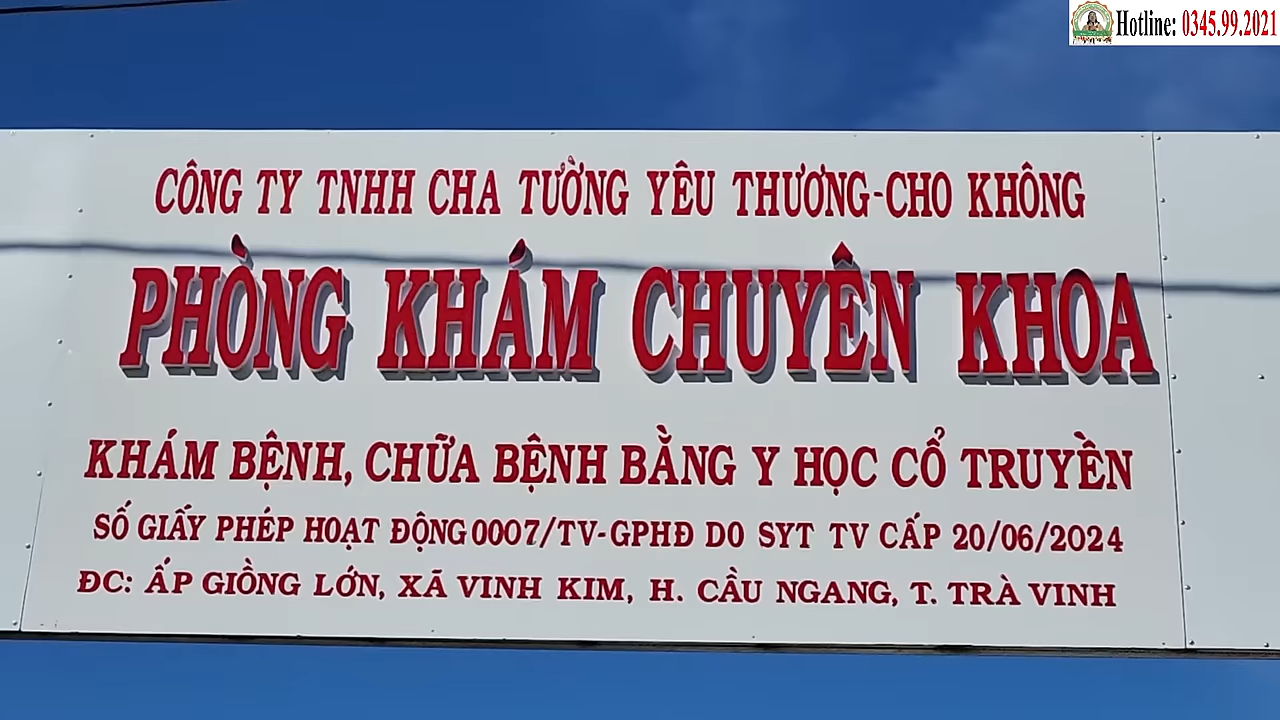 Hotline: 0345.99.2021
CÔNG TY TNHH CHA TƯỜNG YÊU THƯƠNG-CHO KHÔNG
PHÒNG KHÁM CHUYÊN KHOA
KHÁM BỆNH, CHỮA BỆNH BẰNG Y HỌC CỔ TRUYỀN
SỐ GIẤY PHÉP HOẠT ĐỘNG 0007/TV-GPHĐ DO SYT TV CẤP 20/06/2024
ĐC: ẤP GIỒNG LỚN, XÃ VINH KIM, H. CẦU NGANG, T. TRÀ VINH